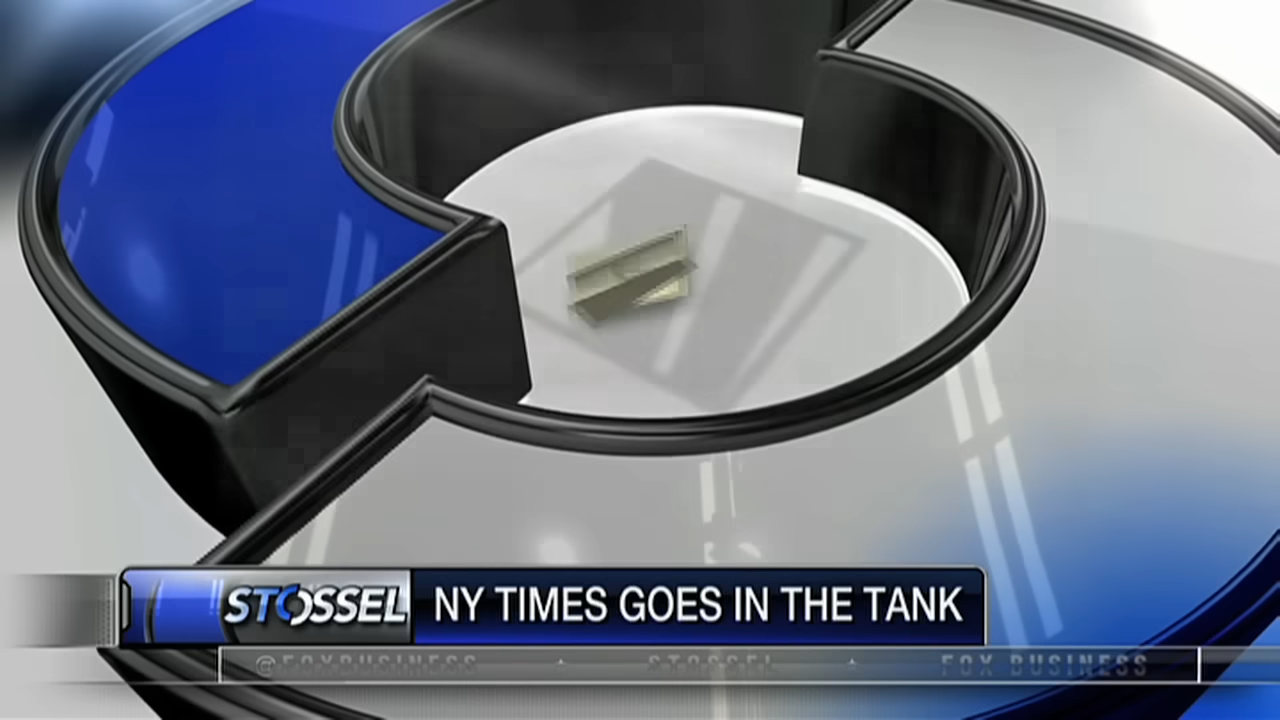 STOSSEL NY TIMES GOES IN THE TANK
@FOXBUSINESS STOSSEL FOX BUSINESS